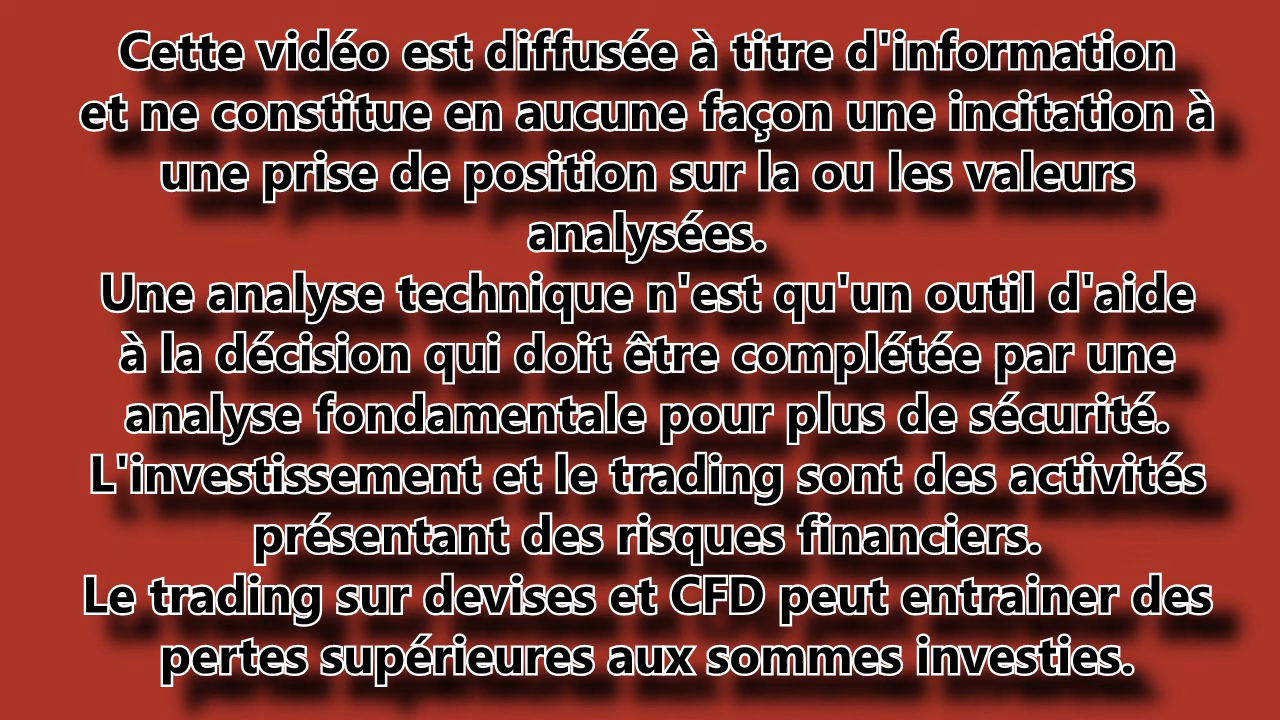 Cette vidéo est diffusée à titre d'information
et ne constitue en aucune façon une incitation à
une prise de position sur la ou les valeurs
analysées.
Une analyse technique n'est qu'un outil d'aide
à la décision qui doit être complétée par une
analyse fondamentale pour plus de sécurité.
L'investissement et le trading sont des activités
présentant des risques financiers.
Le trading sur devises et CFD peut entrainer des
pertes supérieures aux sommes investies.